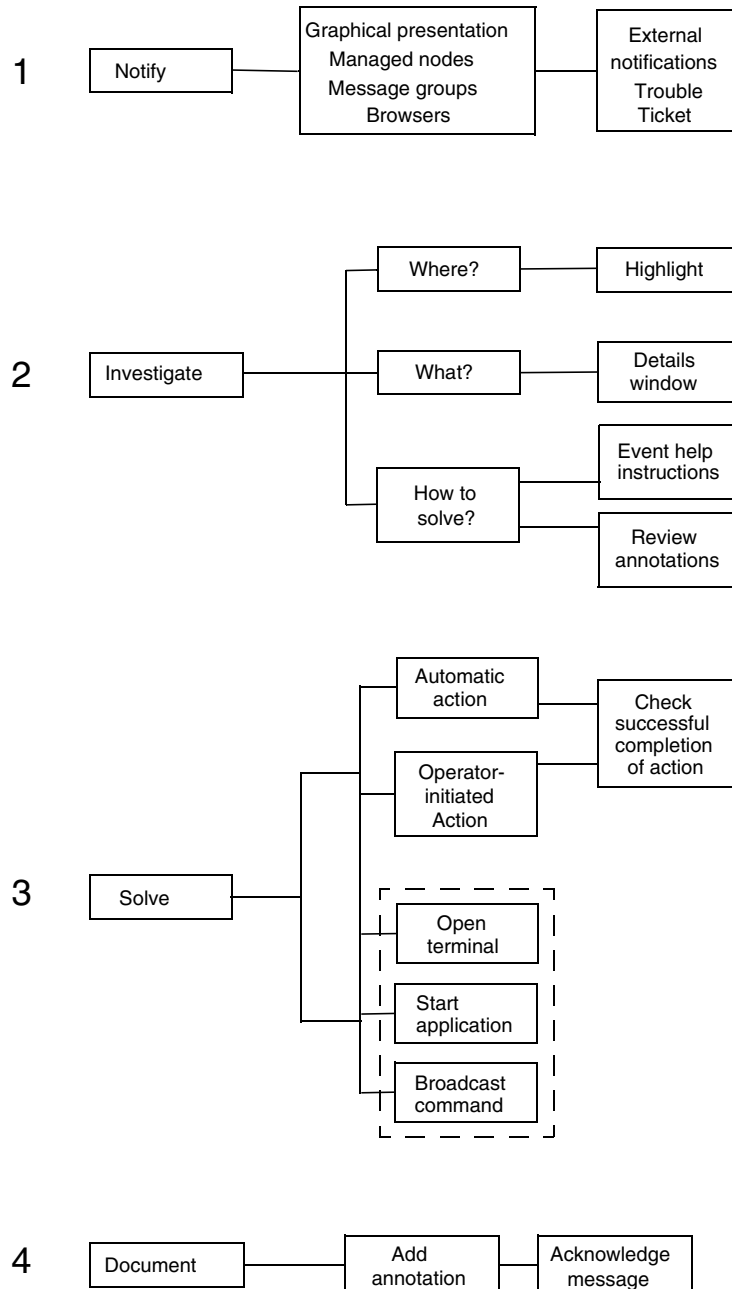 1
Notify
Graphical presentation
Managed nodes
Message groups
Browsers
External
notifications
Trouble
Ticket
2
Investigate
Where?
Highlight
What?
Details
window
How to
solve?
Event help
instructions
Review
annotations
3
Solve
Automatic
action
Operator-
initiated
Action
Check
successful
completion
of action
Open
terminal
Start
application
Broadcast
command
4
Document
Add
annotation
Acknowledge
message